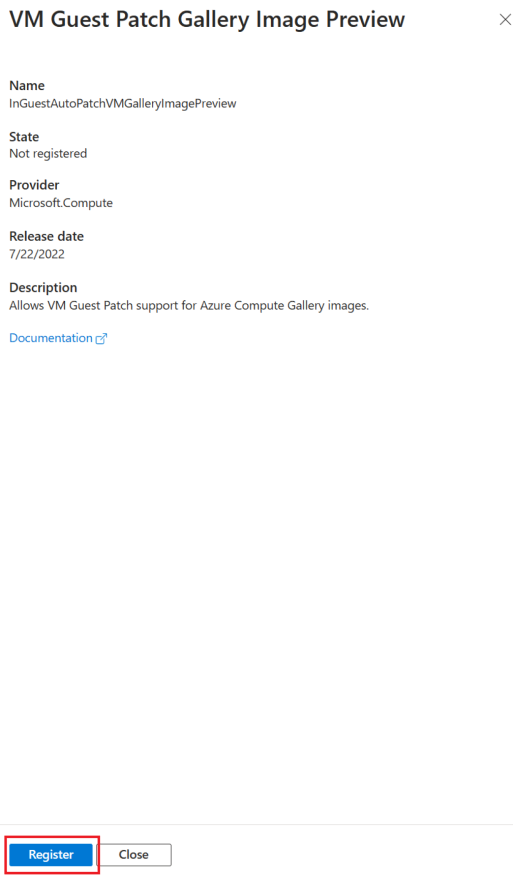 VM Guest Patch Gallery Image Preview
Name
InGuestAutoPatchVMGalleryImagePreview
State
Not registered
Provider
Microsoft.Compute
Release date
7/22/2022
Description
Allows VM Guest Patch support for Azure Compute Gallery images.
Documentation
Register Close